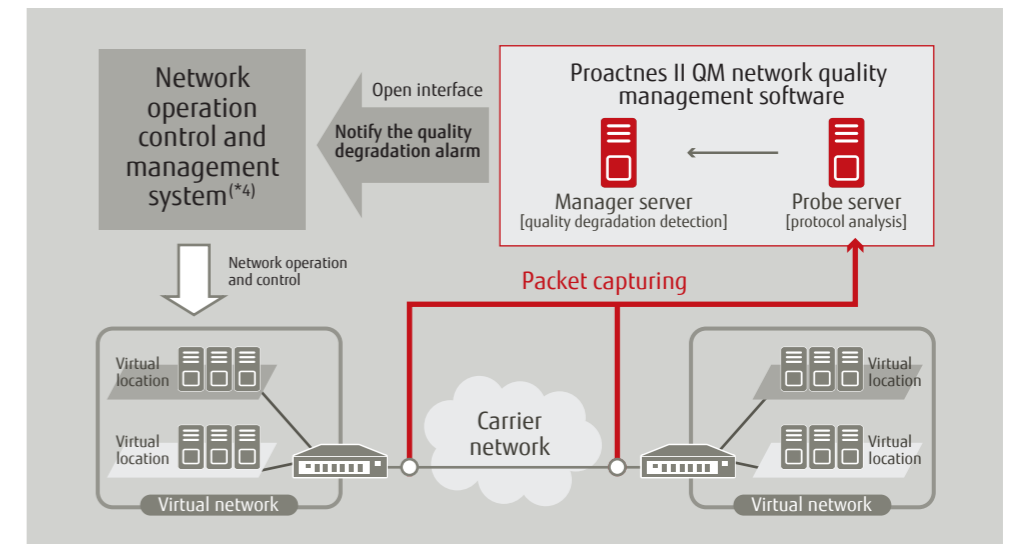 Network
operation
control and
management
system(*4)
Open interface
Notify the quality
degradation alarm
Proactnes II QM network quality
management software
Manager server
[quality degradation detection]
Probe server
[protocol analysis]
Network operation
and control
Packet capturing
Virtual
location
Virtual
location
Virtual network
Carrier
network
Virtual
location
Virtual
location
Virtual network